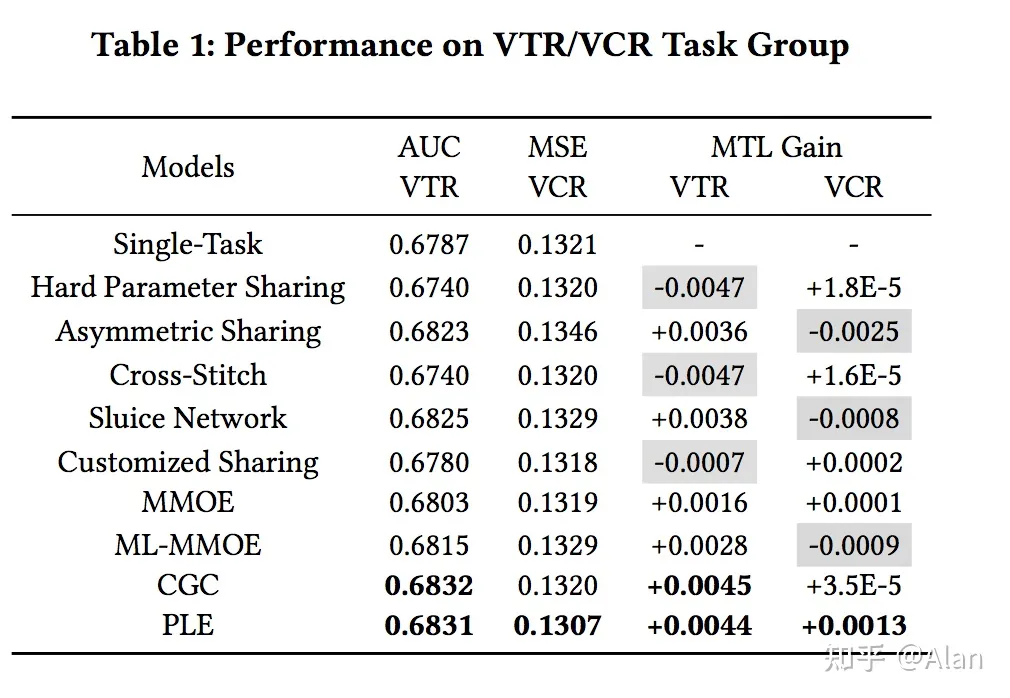 Table 1: Performance on VTR/VCR Task Group
Models AUC VTR MSE VCR MTL Gain VTR VCR
Single-Task 0.6787 0.1321 - -
Hard Parameter Sharing 0.6740 0.1320 -0.0047 +1.8E-5
Asymmetric Sharing 0.6823 0.1346 +0.0036 -0.0025
Cross-Stitch 0.6740 0.1320 -0.0047 +1.6E-5
Sluice Network 0.6825 0.1329 +0.0038 -0.0008
Customized Sharing 0.6780 0.1318 -0.0007 +0.0002
MMOE 0.6803 0.1319 +0.0016 +0.0001
ML-MMOE 0.6815 0.1329 +0.0028 -0.0009
CGC 0.6832 0.1320 +0.0045 +3.5E-5
PLE 0.6831 0.1307 +0.0044 +0.0013
知乎 @Alan